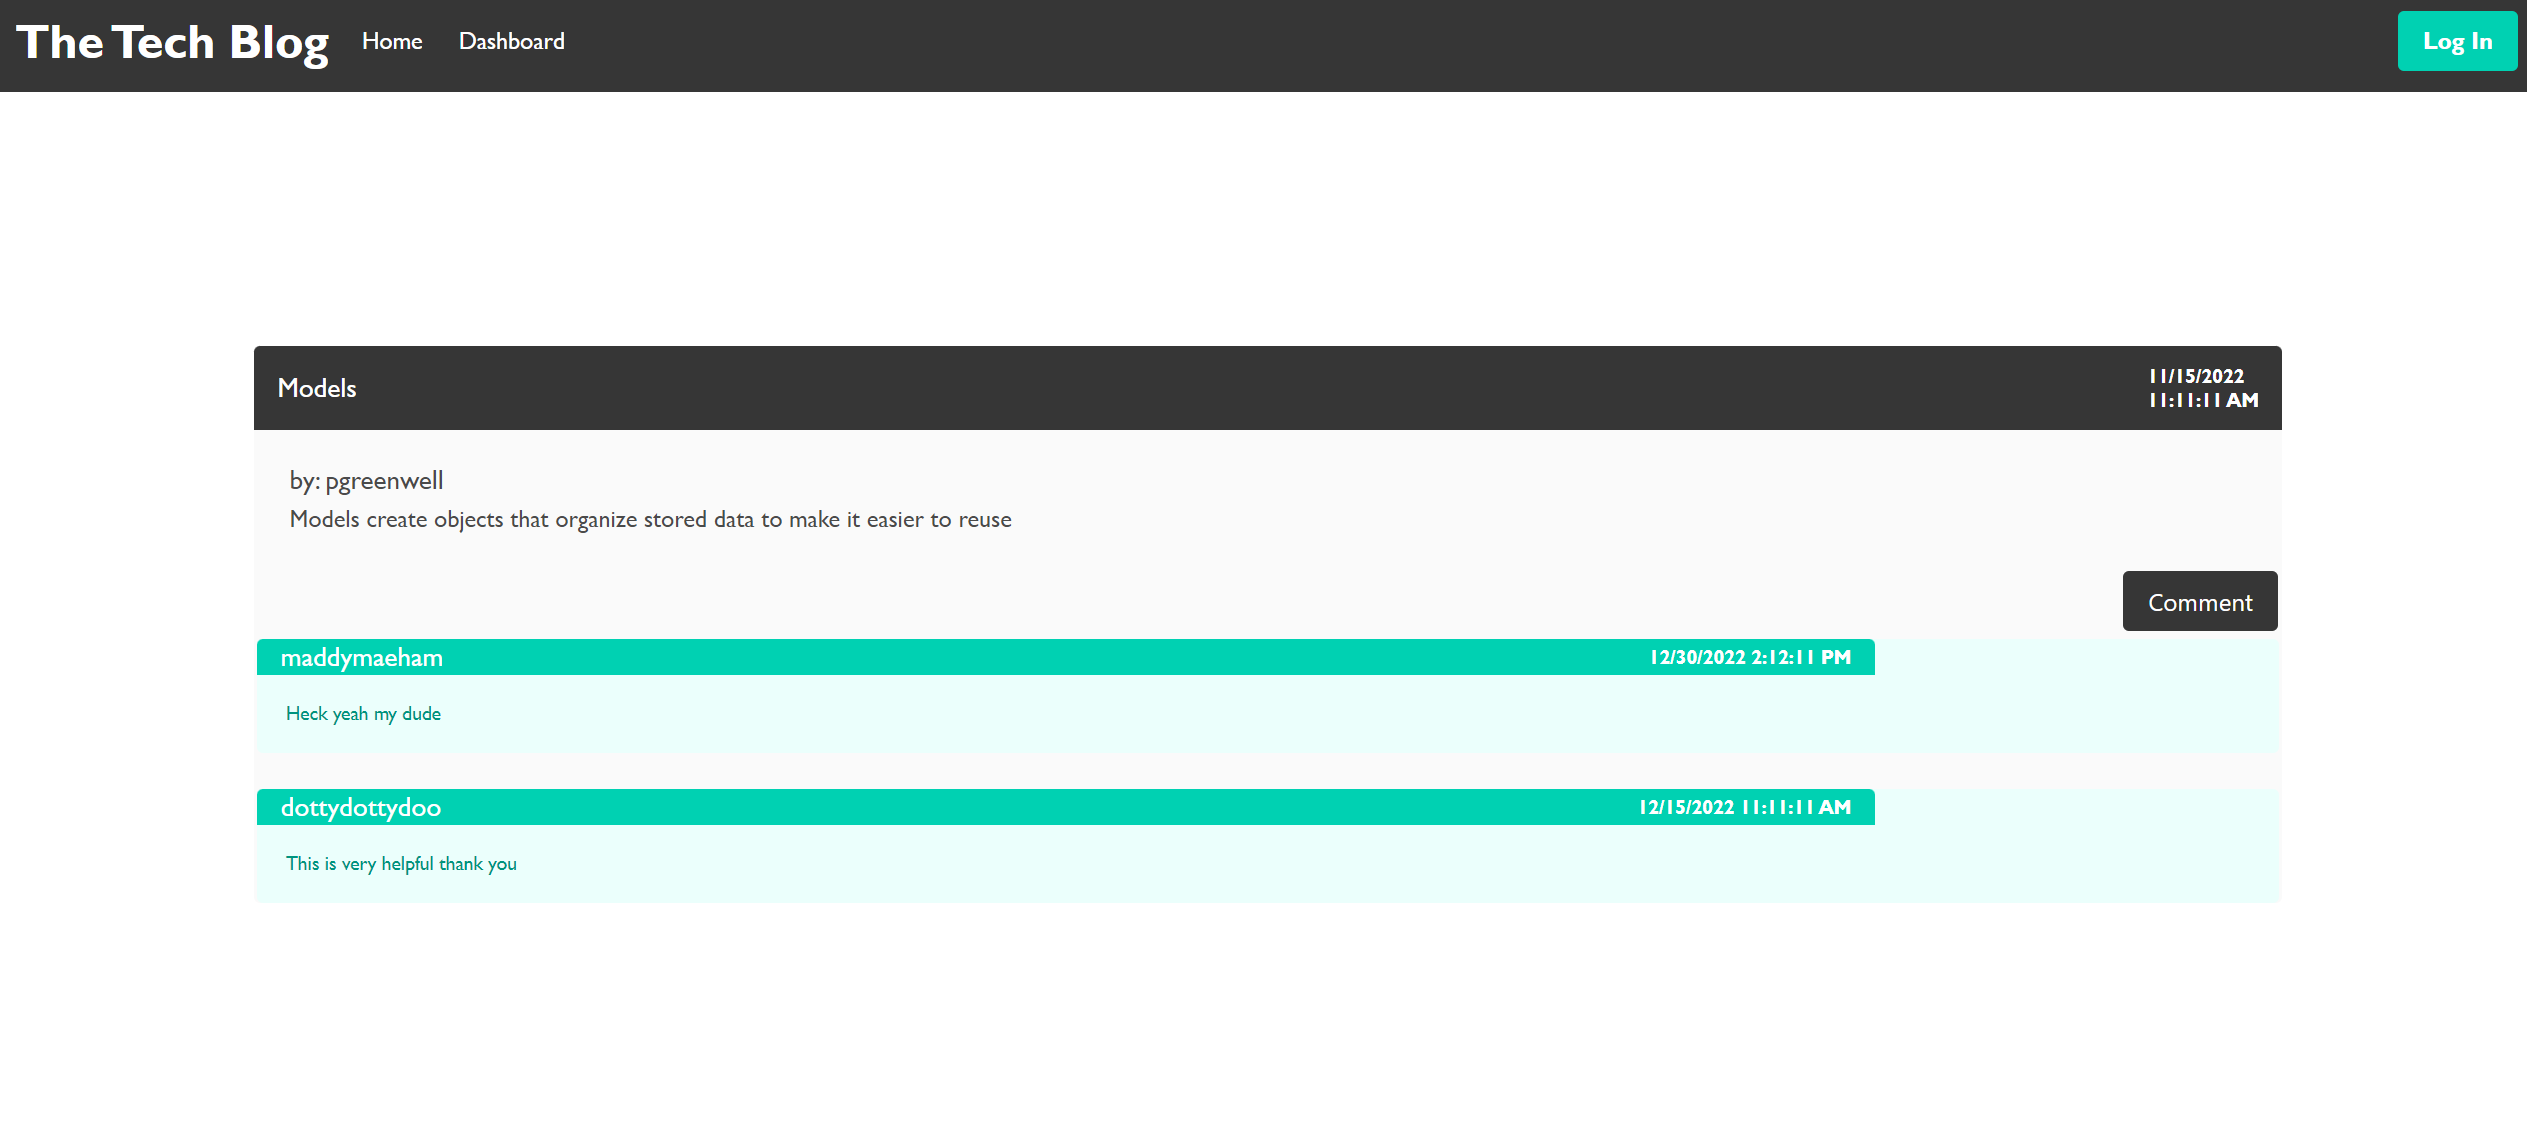 The Tech Blog Home Dashboard Log In
Models
11/15/2022
11:11:11 AM
by: pgreenwell
Models create objects that organize stored data to make it easier to reuse
Comment
maddymaeham 12/30/2022 2:12:11 PM
Heck yeah my dude
dottydottydoo 12/15/2022 11:11:11 AM
This is very helpful thank you